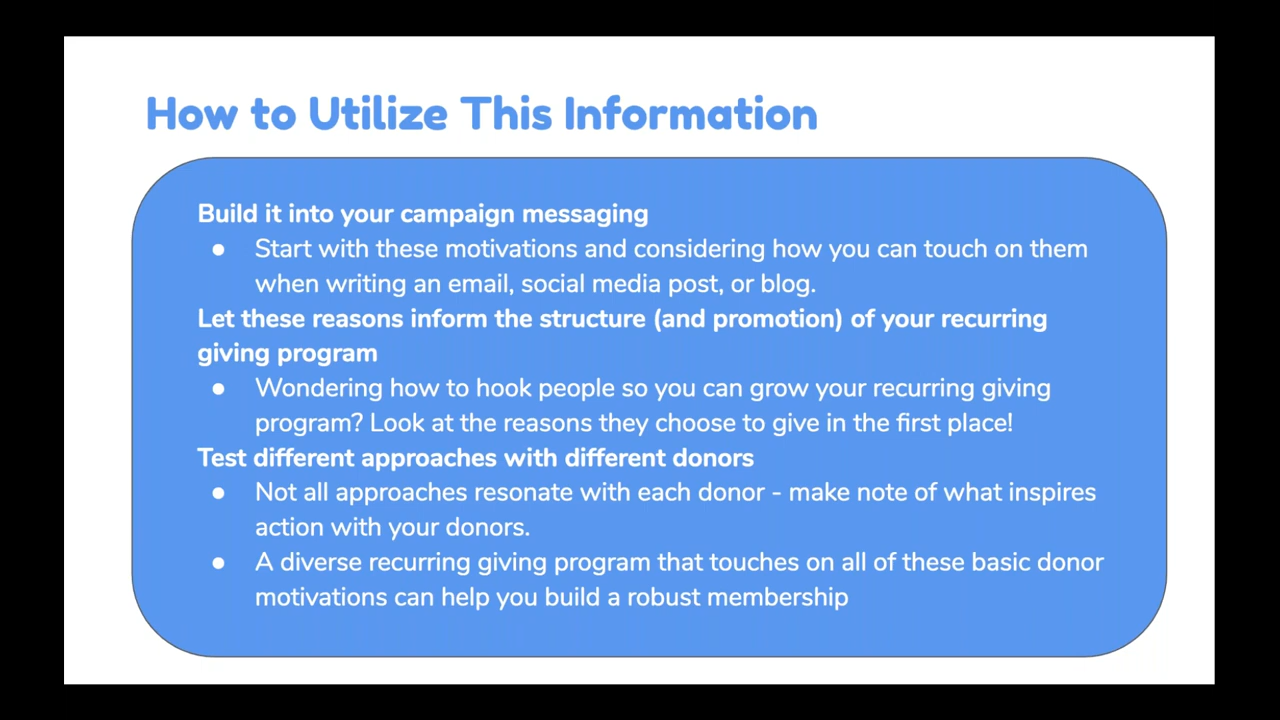 How to Utilize This Information
Build it into your campaign messaging
● Start with these motivations and considering how you can touch on them
when writing an email, social media post, or blog.
Let these reasons inform the structure (and promotion) of your recurring
giving program
● Wondering how to hook people so you can grow your recurring giving
program? Look at the reasons they choose to give in the first place!
Test different approaches with different donors
● Not all approaches resonate with each donor - make note of what inspires
action with your donors.
● A diverse recurring giving program that touches on all of these basic donor
motivations can help you build a robust membership